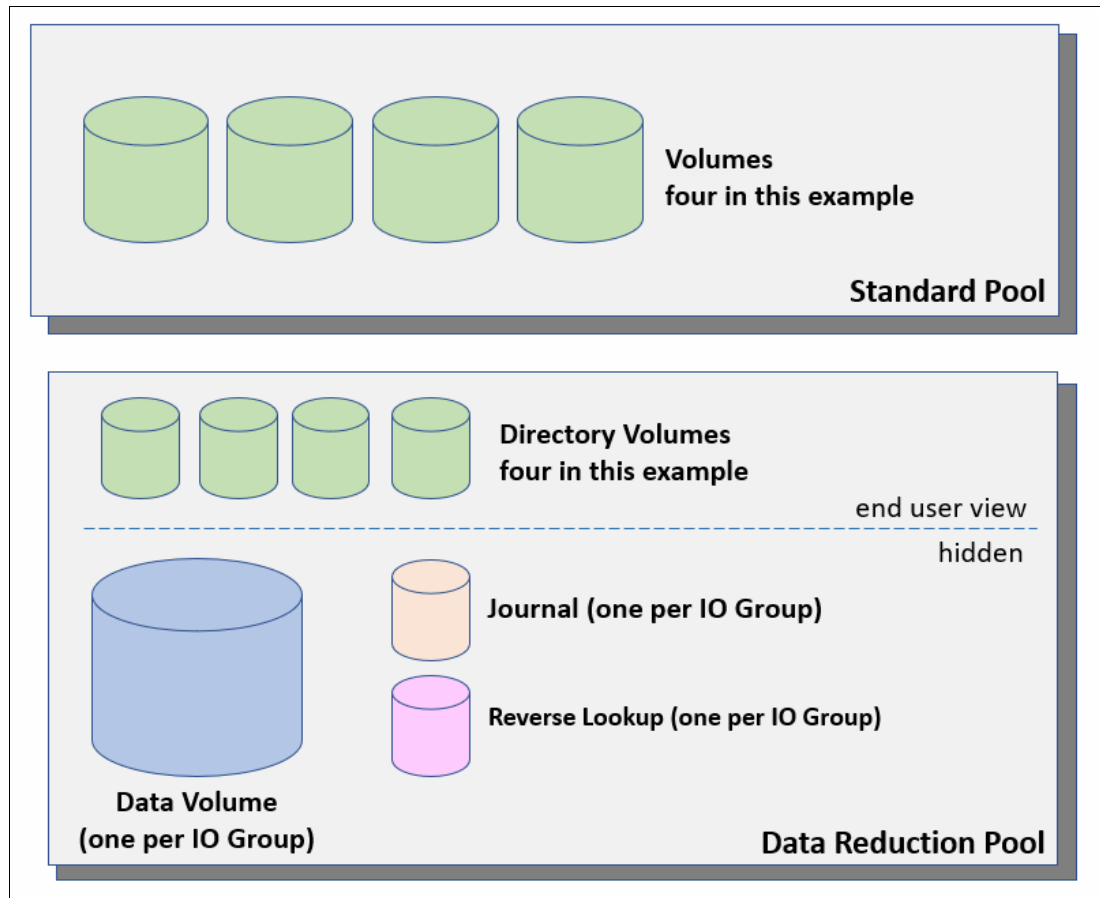 Volumes
four in this example
Standard Pool
Directory Volumes
four in this example
end user view
hidden
Journal (one per IO Group)
Reverse Lookup (one per IO Group)
Data Volume
(one per IO Group)
Data Reduction Pool